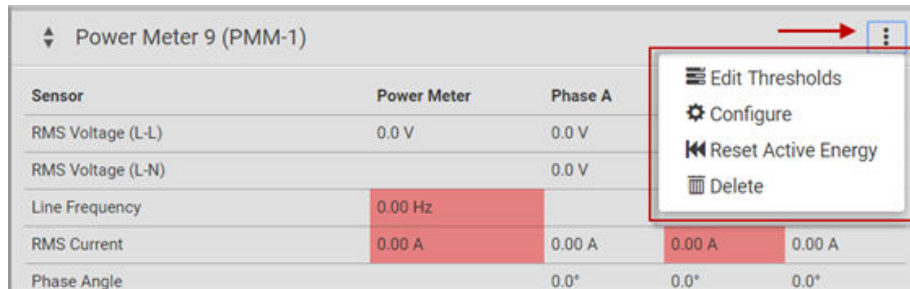 Power Meter 9 (PMM-1)
Sensor Power Meter Phase A
RMS Voltage (L-L) 0.0 V 0.0 V
RMS Voltage (L-N) 0.0 V
Line Frequency 0.00 Hz
RMS Current 0.00 A 0.00 A 0.00 A 0.00 A
Phase Angle 0.0° 0.0° 0.0°
Edit Thresholds
Configure
Reset Active Energy
Delete